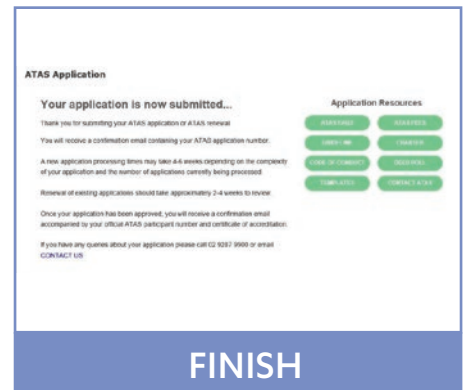 ATAS Application
Your application is now submitted...
Thank you for submitting your ATAS application or ATAS renewal
You will receive a confirmation email containing your ATAS application number.
A new application processing times may take 4-6 weeks depending on the complexity
of your application and the number of applications currently being processed.
Renewal of existing applications should take approximately 2-4 weeks to review.
Once your application has been approved, you will receive a confirmation email
accompanied by your official ATAS participant number and certificate of accreditation.
If you have any queries about your application please call 02 9287 9900 or email
CONTACT US
Application Resources
ATAS FEES
CHARTER
CODE OF CONDUCT
TEMPLATES
CONTACT ATAS
FINISH